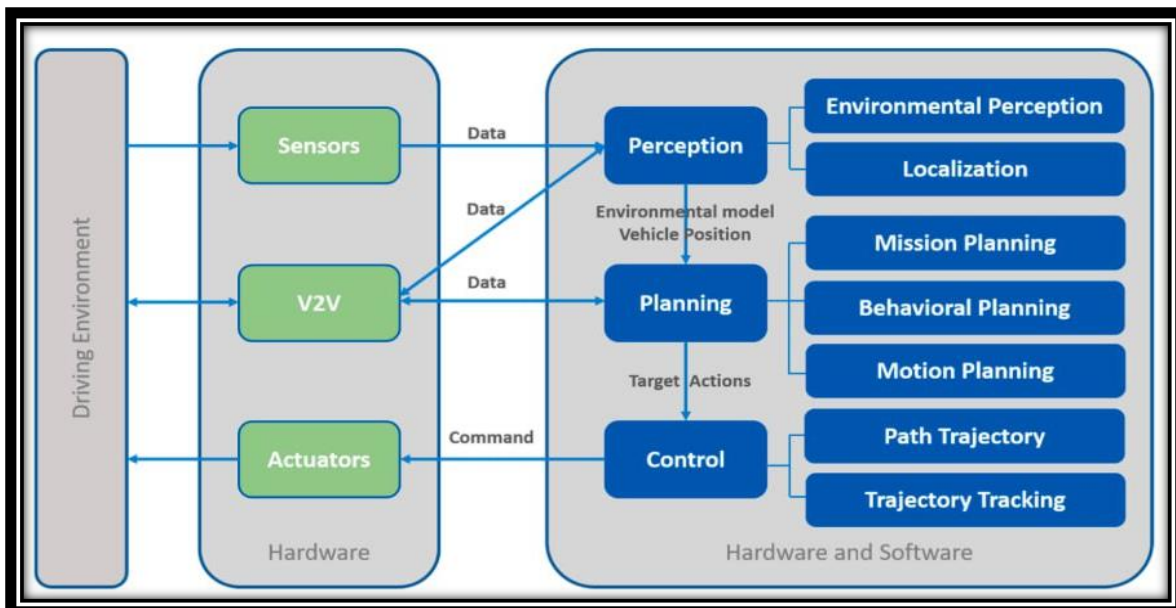 Driving Environment
Sensors
V2V
Actuators
Hardware
Data
Data
Data
Command
Perception
Environmental model
Vehicle Position
Planning
Target Actions
Control
Environmental Perception
Localization
Mission Planning
Behavioral Planning
Motion Planning
Path Trajectory
Trajectory Tracking
Hardware and Software